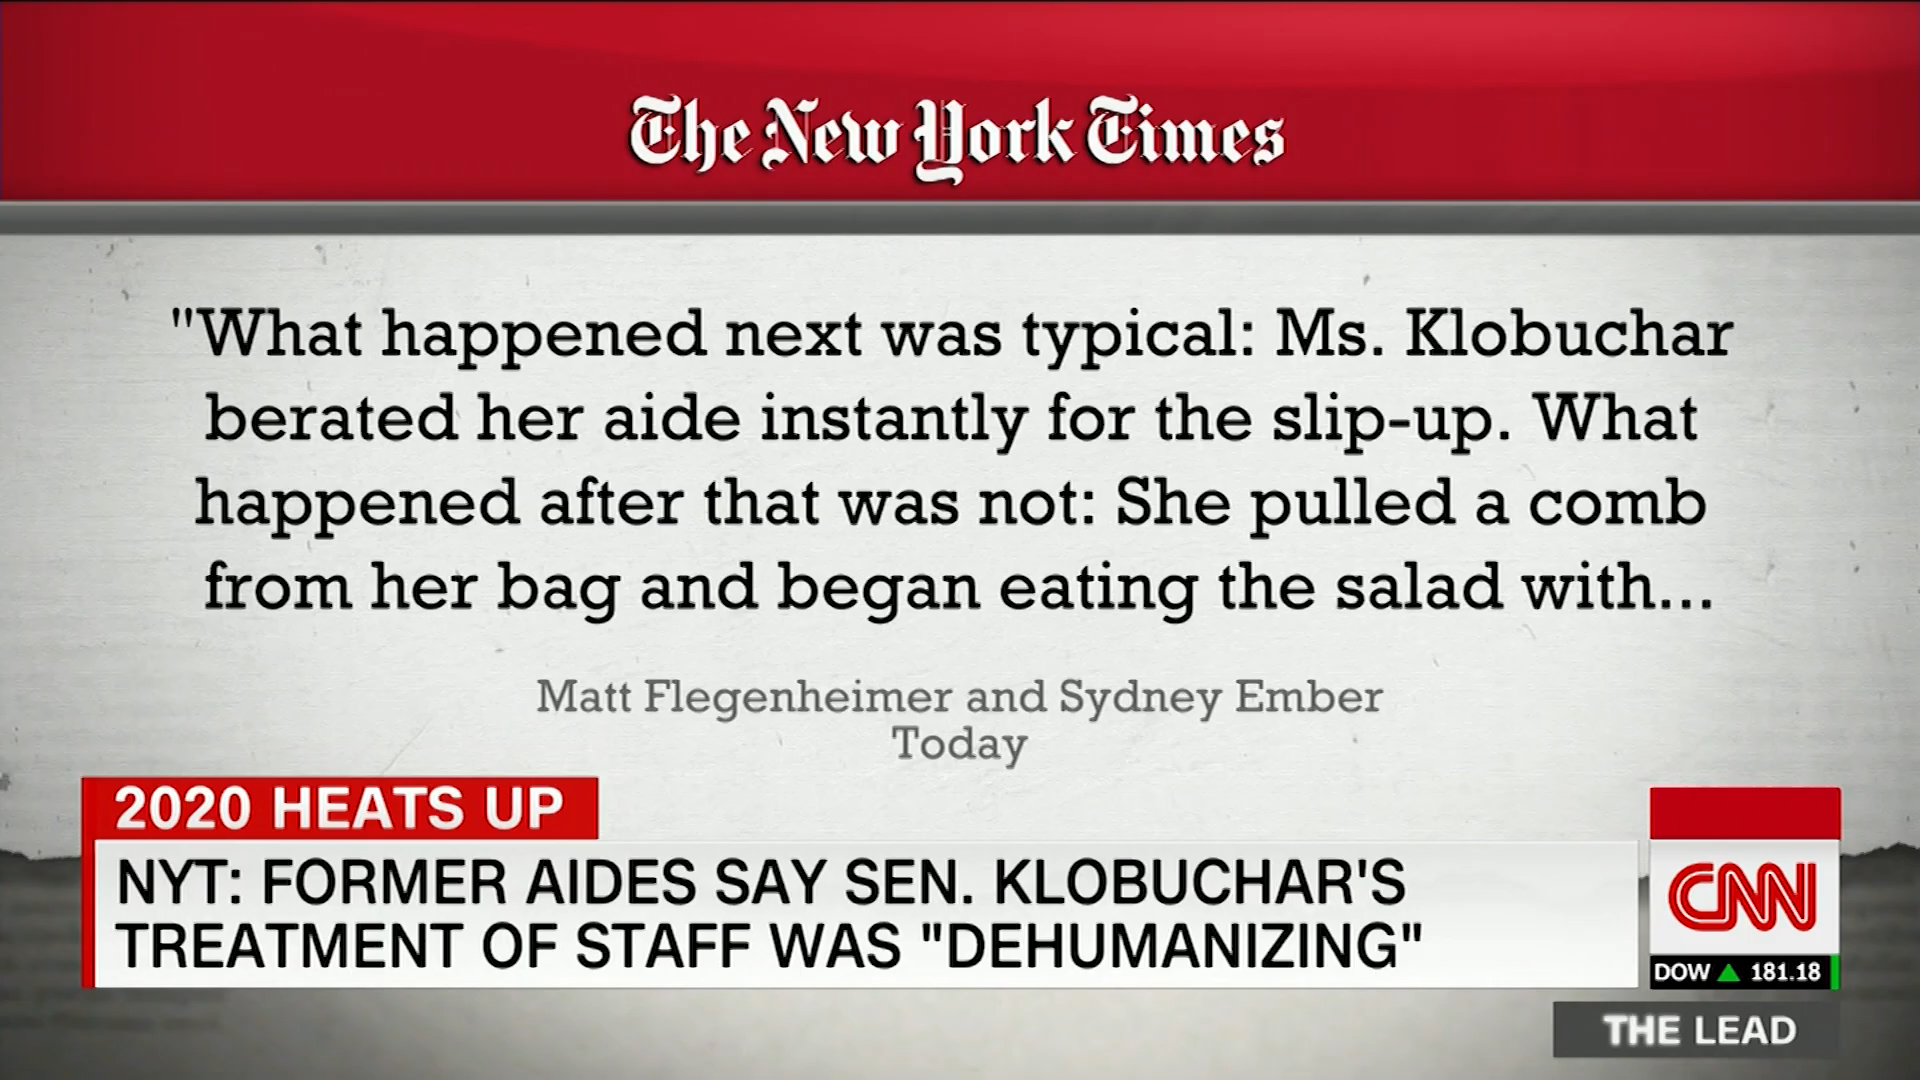 The New York Times
"What happened next was typical: Ms. Klobuchar
berated her aide instantly for the slip-up. What
happened after that was not: She pulled a comb
from her bag and began eating the salad with...
Matt Flegenheimer and Sydney Ember
Today
2020 HEATS UP
NYT: FORMER AIDES SAY SEN. KLOBUCHAR'S
TREATMENT OF STAFF WAS "DEHUMANIZING"
CNN
DOW ▲ 181.18
THE LEAD